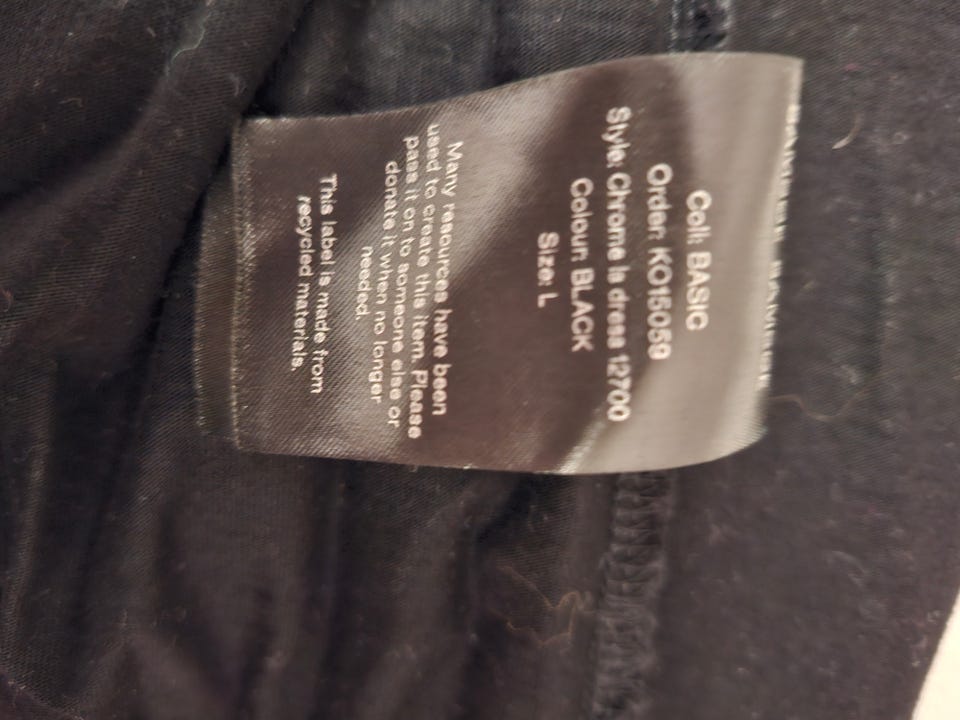 Coll: BASIC
Order: KO15059
Style: Chrome ls dress 12700
Colour: BLACK
Size: L
Many resources have been
used to create this item. Please
pass it on to someone else or
donate it when no longer
needed.
This label is made from
recycled materials.